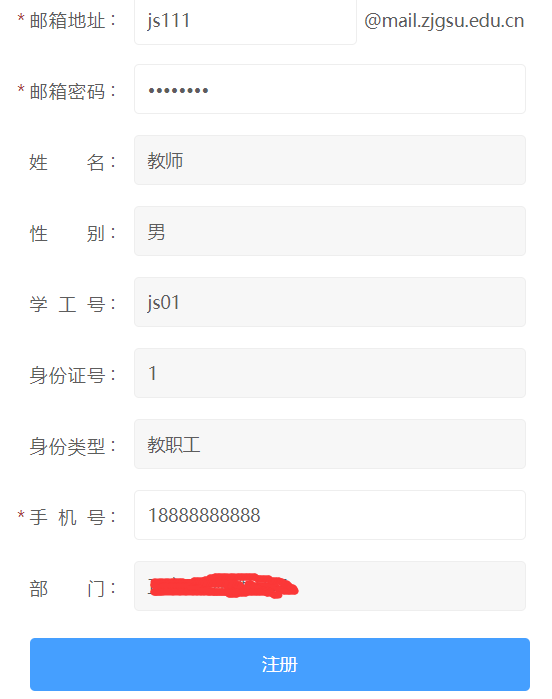 * 邮箱地址： js111 @mail.zjgsu.edu.cn
* 邮箱密码： ••••••••
姓 名： 教师
性 别： 男
学 工 号： js01
身份证号： 1
身份类型： 教职工
* 手 机 号： 18888888888
部 门：
注册